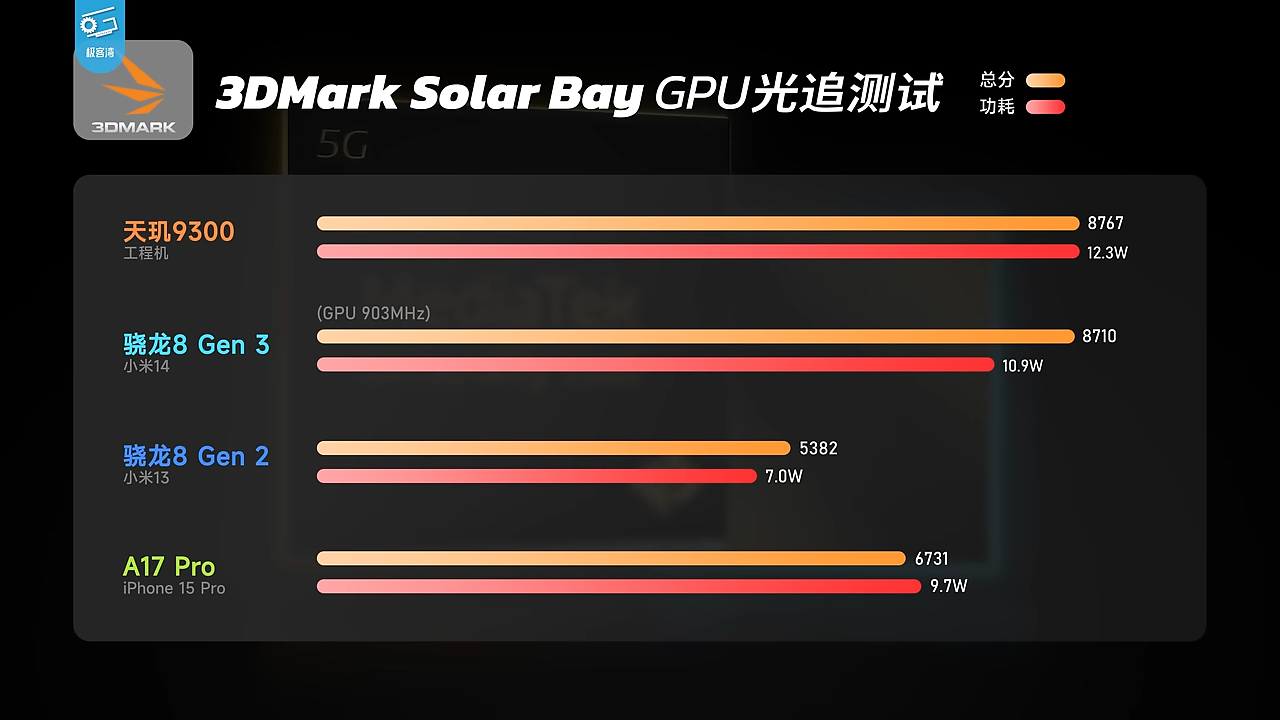 极客湾
3DMARK
3DMark Solar Bay GPU光追测试
总分
功耗
5G
MediaTek
天玑9300
工程机
8767
12.3W
(GPU 903MHz)
骁龙8 Gen 3
小米14
8710
10.9W
骁龙8 Gen 2
小米13
5382
7.0W
A17 Pro
iPhone 15 Pro
6731
9.7W